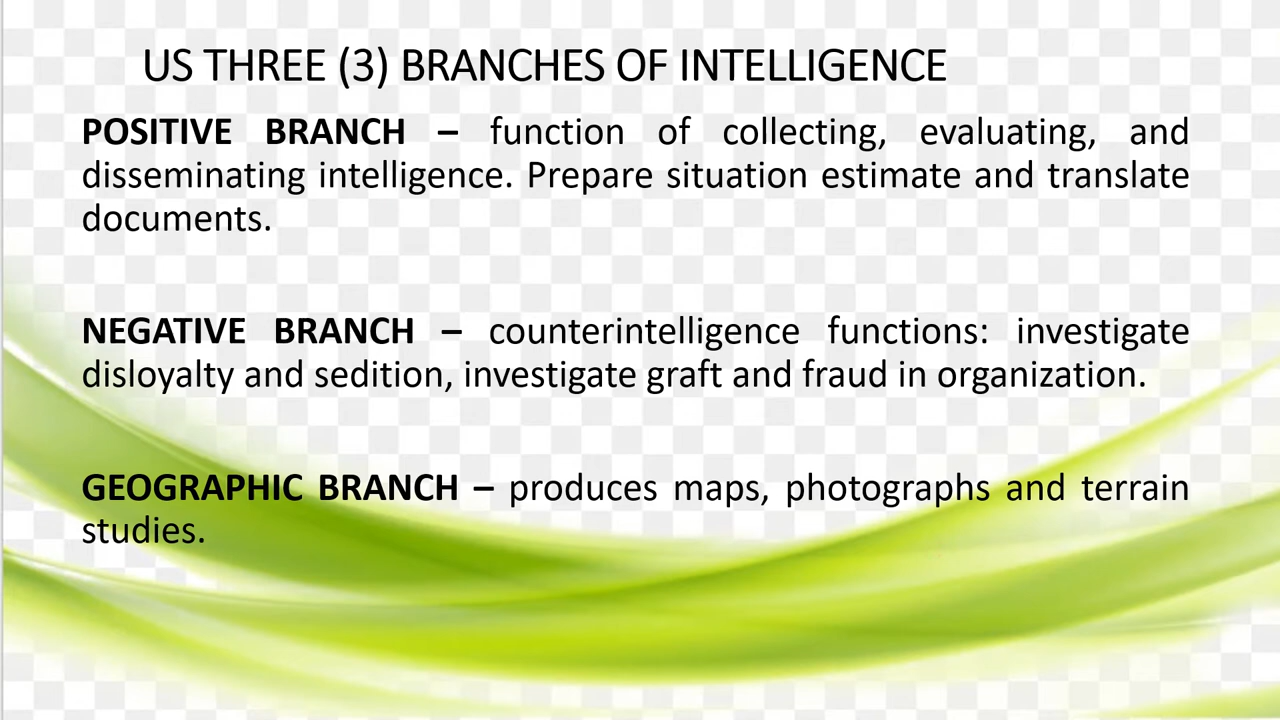 US THREE (3) BRANCHES OF INTELLIGENCE
POSITIVE BRANCH – function of collecting, evaluating, and
disseminating intelligence. Prepare situation estimate and translate
documents.
NEGATIVE BRANCH – counterintelligence functions: investigate
disloyalty and sedition, investigate graft and fraud in organization.
GEOGRAPHIC BRANCH – produces maps, photographs and terrain
studies.